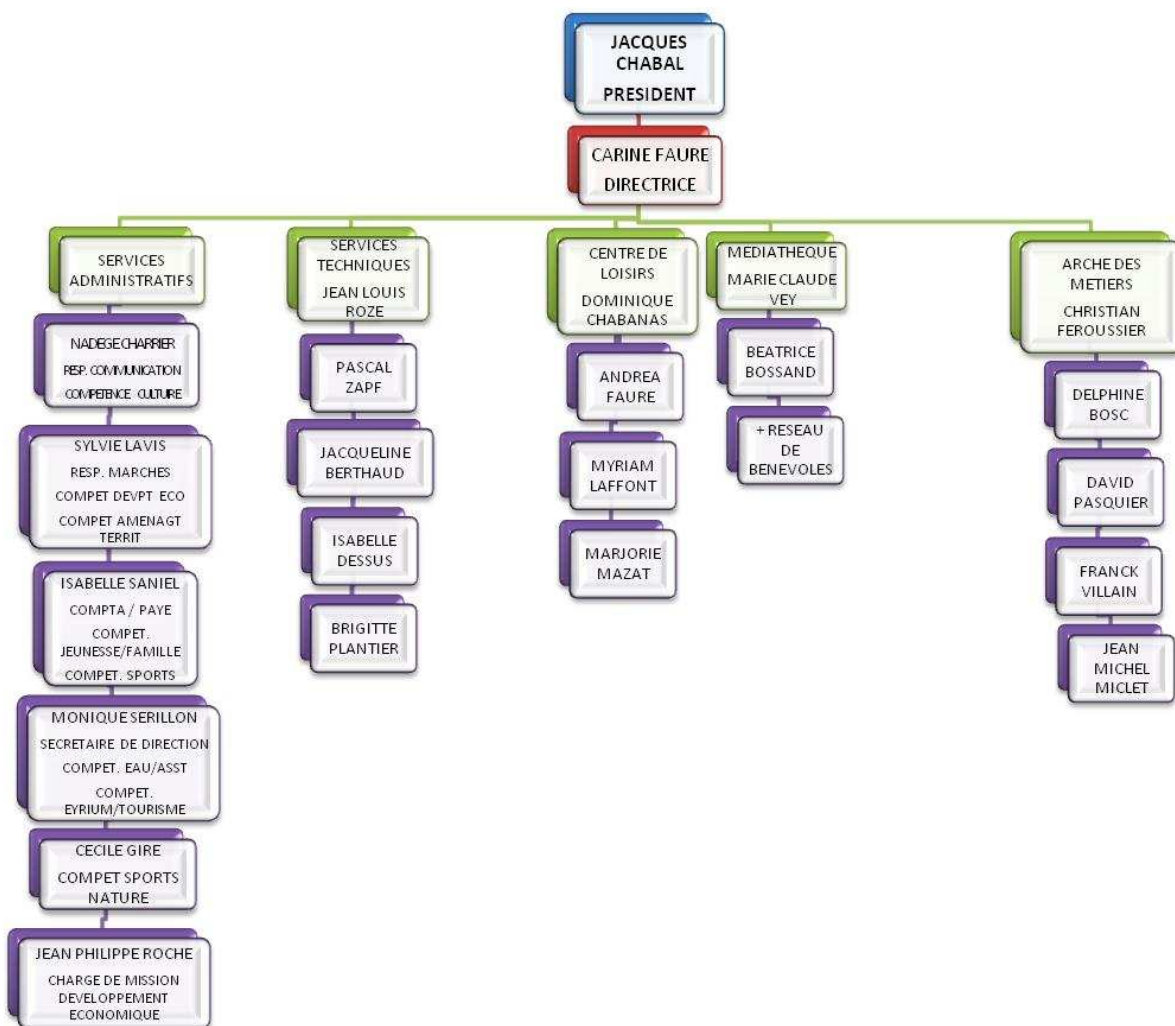 JACQUES
CHABAL
PRESIDENT
CARINE FAURE
DIRECTRICE
SERVICES
ADMINISTRATIFS
NADEGE CHARRIER
RESP. COMMUNICATION
COMPETENCE CULTURE
SYLVIE LAVIS
RESP. MARCHES
COMPET DEVPT ECO
COMPET AMENAGT
TERRIT
ISABELLE SANIEL
COMPTA / PAYE
COMPET.
JEUNESSE/FAMILLE
COMPET. SPORTS
MONIQUE SERILLON
SECRETAIRE DE DIRECTION
COMPET. EAU/ASST
COMPET.
EYRIUM/TOURISME
CECILE GIRE
COMPET SPORTS
NATURE
JEAN PHILIPPE ROCHE
CHARGE DE MISSION
DEVELOPPEMENT
ECONOMIQUE
SERVICES
TECHNIQUES
JEAN LOUIS
ROZE
PASCAL
ZAPF
JACQUELINE
BERTHAUD
ISABELLE
DESSUS
BRIGITTE
PLANTIER
CENTRE DE
LOISIRS
DOMINIQUE
CHABANAS
ANDREA
FAURE
MYRIAM
LAFFONT
MARJORIE
MAZAT
MEDIATHEQUE
MARIE CLAUDE
VEY
BEATRICE
BOSSAND
+ RESEAU
DE
BENEVOLES
ARCHE DES
METIERS
CHRISTIAN
FEROUSSIER
DELPHINE
BOSC
DAVID
PASQUIER
FRANCK
VILLAIN
JEAN
MICHEL
MICLET